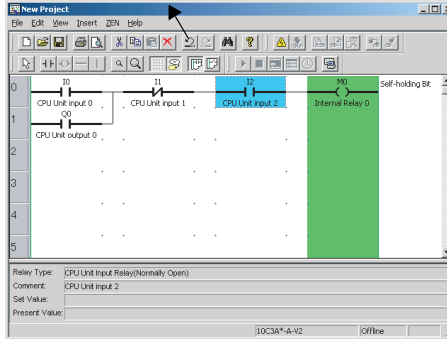 New Project
File Edit View Insert ZEN Help
0
I0
I1
I2
M0
Self-holding Bit
CPU Unit input 0
CPU Unit input 1
CPU Unit input 2
Internal Relay 0
1
Q0
CPU Unit output 0
2
3
4
5
Relay Type: CPU Unit Input Relay(Normally Open)
Comment: CPU Unit input 2
Set Value:
Present Value:
10C3A*-A-V2
Offline